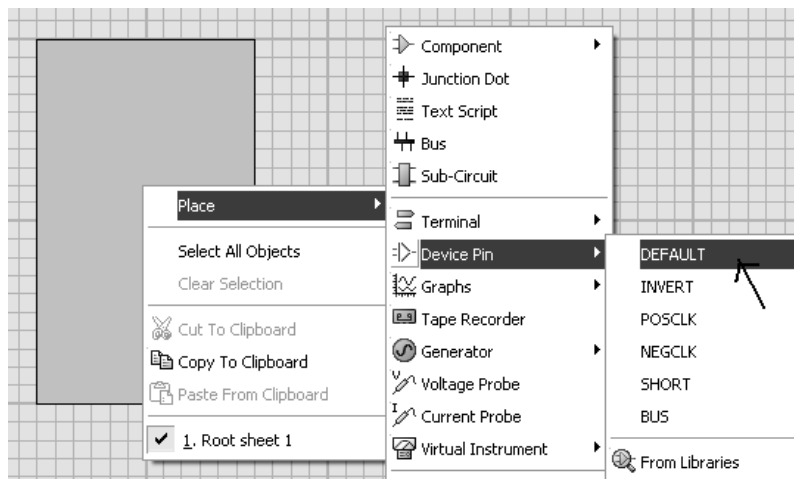 Place
Select All Objects
Clear Selection
Cut To Clipboard
Copy To Clipboard
Paste From Clipboard
1. Root sheet 1
Component
Junction Dot
Text Script
Bus
Sub-Circuit
Terminal
Device Pin
Graphs
Tape Recorder
Generator
Voltage Probe
Current Probe
Virtual Instrument
DEFAULT
INVERT
POSCLK
NEGCLK
SHORT
BUS
From Libraries